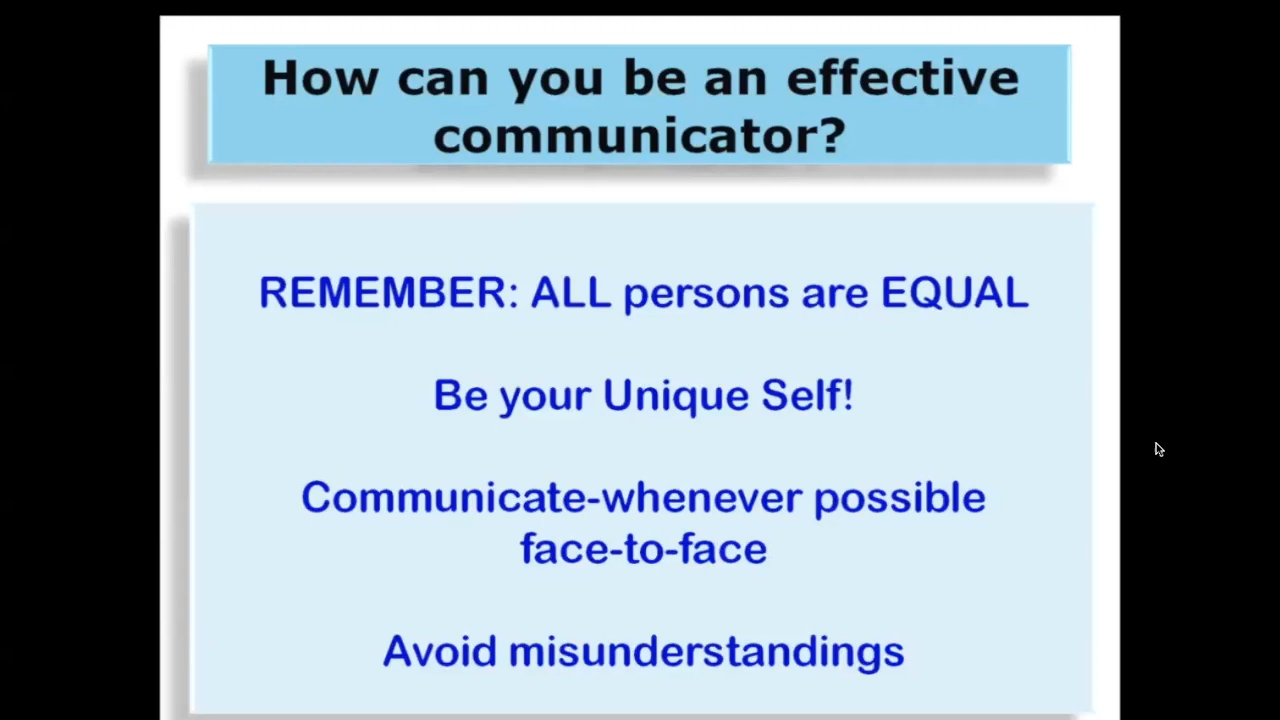 How can you be an effective
communicator?
REMEMBER: ALL persons are EQUAL
Be your Unique Self!
Communicate-whenever possible
face-to-face
Avoid misunderstandings